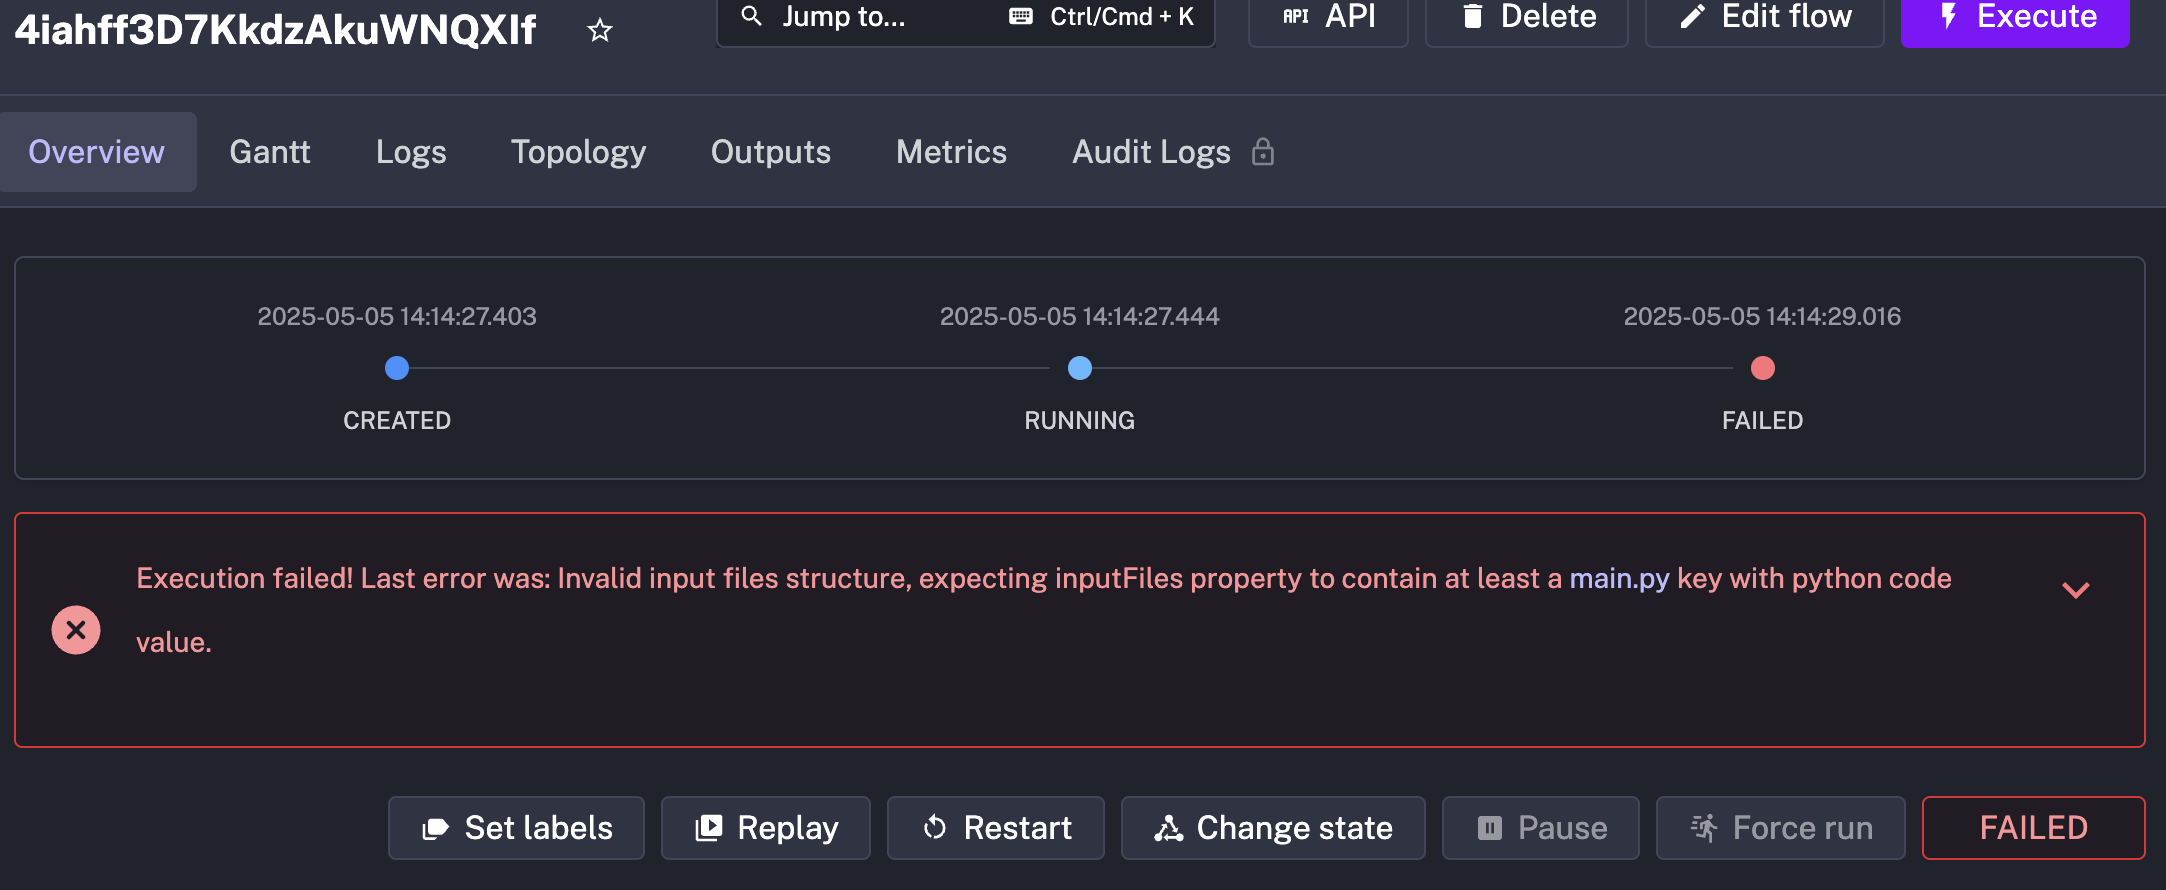 4iahff3D7KkdzAkuWNQXIf
Jump to... Ctrl/Cmd + K
API API
Delete
Edit flow
Execute
Overview Gantt Logs Topology Outputs Metrics Audit Logs
2025-05-05 14:14:27.403 2025-05-05 14:14:27.444 2025-05-05 14:14:29.016
CREATED RUNNING FAILED
Execution failed! Last error was: Invalid input files structure, expecting inputFiles property to contain at least a main.py key with python code
value.
Set labels Replay Restart Change state Pause Force run FAILED